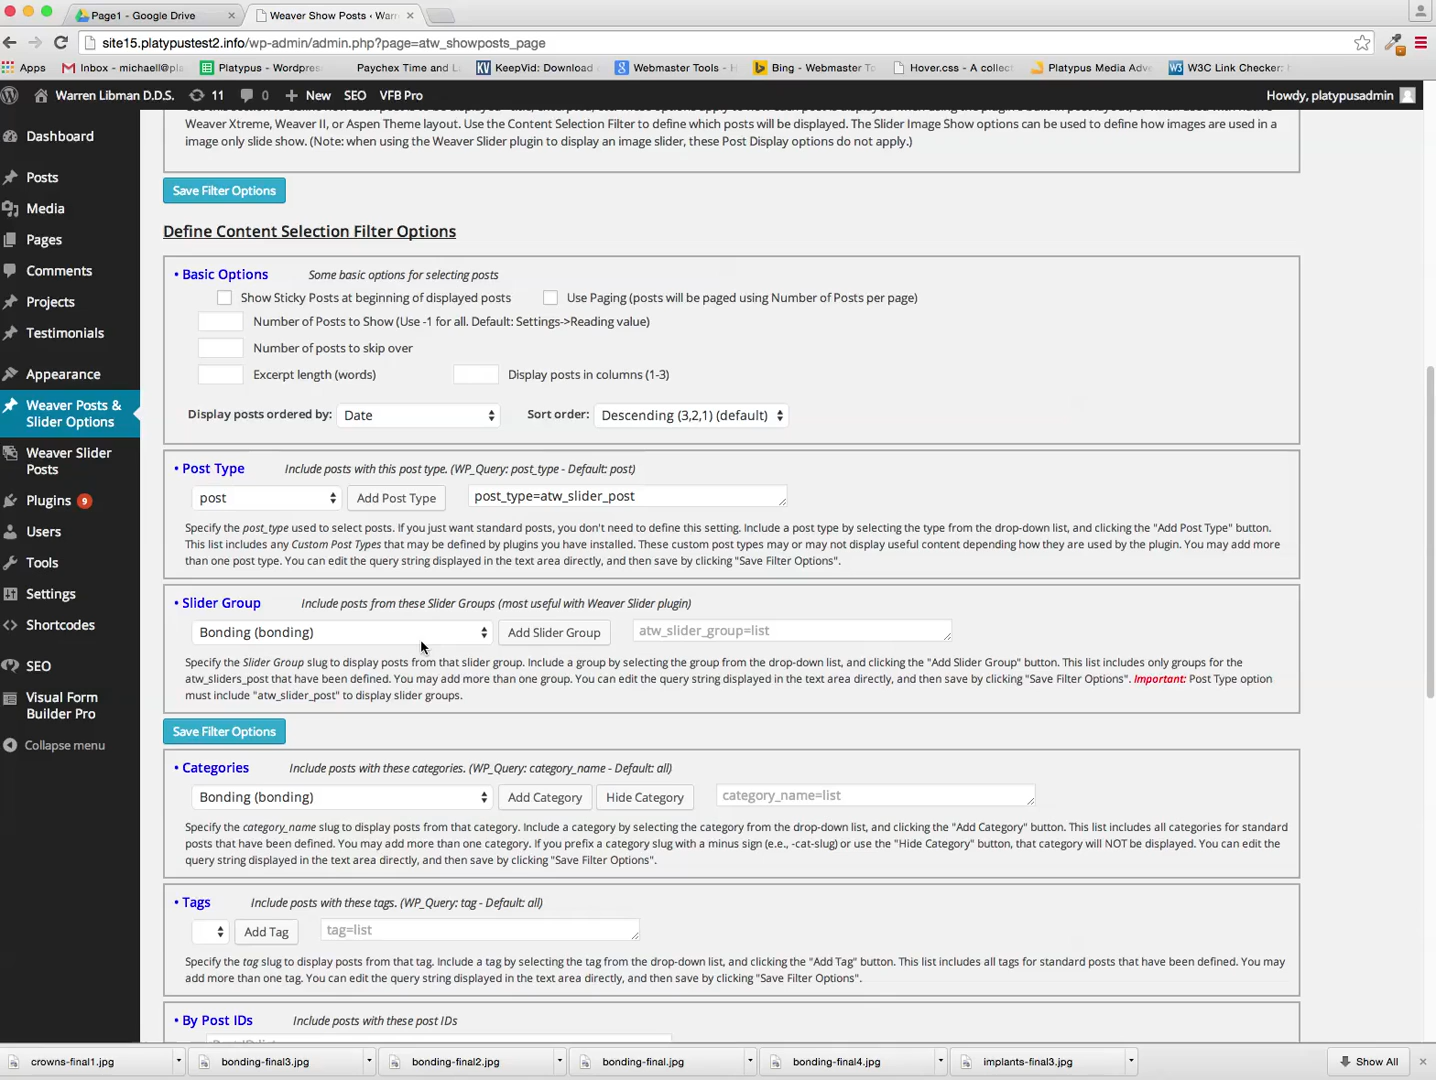 Page1 - Google Drive
Weaver Show Posts ‹ Warr
site15.platypustest2.info/wp-admin/admin.php?page=atw_showposts_page
Apps
Inbox - michaell@pla
Platypus - Wordpres
Paychex Time and L
KeepVid: Download
Webmaster Tools - H
Bing - Webmaster To
Hover.css - A collect
Platypus Media Adve
W3C Link Checker: h
Warren Libman D.D.S.
11
0
New
SEO
VFB Pro
Howdy, platypusadmin
Dashboard
Posts
Media
Pages
Comments
Projects
Testimonials
Appearance
Weaver Posts &
Slider Options
Weaver Slider
Posts
Plugins 9
Users
Tools
Settings
Shortcodes
SEO
Visual Form
Builder Pro
Collapse menu
Weaver Xtreme, Weaver II, or Aspen Theme layout. Use the Content Selection Filter to define which posts will be displayed. The Slider Image Show options can be used to define how images are used in a
image only slide show. (Note: when using the Weaver Slider plugin to display an image slider, these Post Display options do not apply.)
Save Filter Options
Define Content Selection Filter Options
• Basic Options Some basic options for selecting posts
Show Sticky Posts at beginning of displayed posts
Use Paging (posts will be paged using Number of Posts per page)
Number of Posts to Show (Use -1 for all. Default: Settings->Reading value)
Number of posts to skip over
Excerpt length (words)
Display posts in columns (1-3)
Display posts ordered by: Date
Sort order: Descending (3,2,1) (default)
• Post Type Include posts with this post type. (WP_Query: post_type - Default: post)
post
Add Post Type
post_type=atw_slider_post
Specify the post_type used to select posts. If you just want standard posts, you don't need to define this setting. Include a post type by selecting the type from the drop-down list, and clicking the "Add Post Type" button.
This list includes any Custom Post Types that may be defined by plugins you have installed. These custom post types may or may not display useful content depending how they are used by the plugin. You may add more
than one post type. You can edit the query string displayed in the text area directly, and then save by clicking "Save Filter Options".
• Slider Group Include posts from these Slider Groups (most useful with Weaver Slider plugin)
Bonding (bonding)
Add Slider Group
atw_slider_group=list
Specify the Slider Group slug to display posts from that slider group. Include a group by selecting the group from the drop-down list, and clicking the "Add Slider Group" button. This list includes only groups for the
atw_sliders_post that have been defined. You may add more than one group. You can edit the query string displayed in the text area directly, and then save by clicking "Save Filter Options". Important: Post Type option
must include "atw_slider_post" to display slider groups.
Save Filter Options
• Categories Include posts with these categories. (WP_Query: category_name - Default: all)
Bonding (bonding)
Add Category
Hide Category
category_name=list
Specify the category_name slug to display posts from that category. Include a category by selecting the category from the drop-down list, and clicking the "Add Category" button. This list includes all categories for standard
posts that have been defined. You may add more than one category. If you prefix a category slug with a minus sign (e.e., -cat-slug) or use the "Hide Category" button, that category will NOT be displayed. You can edit the
query string displayed in the text area directly, and then save by clicking "Save Filter Options".
• Tags Include posts with these tags. (WP_Query: tag - Default: all)
Add Tag
tag=list
Specify the tag slug to display posts from that tag. Include a tag by selecting the tag from the drop-down list, and clicking the "Add Tag" button. This list includes all tags for standard posts that have been defined. You may
add more than one tag. You can edit the query string displayed in the text area directly, and then save by clicking "Save Filter Options".
• By Post IDs Include posts with these post IDs
crowns-final1.jpg
bonding-final3.jpg
bonding-final2.jpg
bonding-final.jpg
bonding-final4.jpg
implants-final3.jpg
Show All